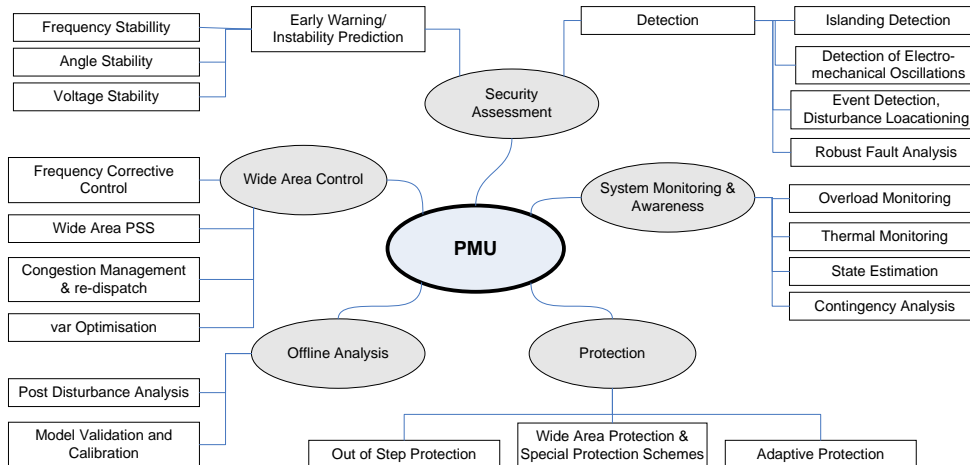 Frequency Stabillity
Angle Stability
Voltage Stability
Early Warning/
Instability Prediction
Detection
Islanding Detection
Detection of Electro-
mechanical Oscillations
Event Detection,
Disturbance Loacationing
Robust Fault Analysis
Security
Assessment
Frequency Corrective
Control
Wide Area PSS
Congestion Management
& re-dispatch
var Optimisation
Wide Area Control
System Monitoring &
Awareness
Overload Monitoring
Thermal Monitoring
State Estimation
Contingency Analysis
PMU
Offline Analysis
Protection
Post Disturbance Analysis
Model Validation and
Calibration
Out of Step Protection
Wide Area Protection &
Special Protection Schemes
Adaptive Protection